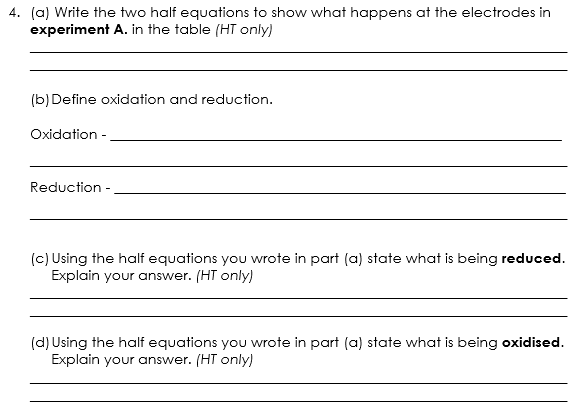 4. (a) Write the two half equations to show what happens at the electrodes in
experiment A. in the table (HT only)
(b) Define oxidation and reduction.
Oxidation -
Reduction -
(c) Using the half equations you wrote in part (a) state what is being reduced.
Explain your answer. (HT only)
(d) Using the half equations you wrote in part (a) state what is being oxidised.
Explain your answer. (HT only)